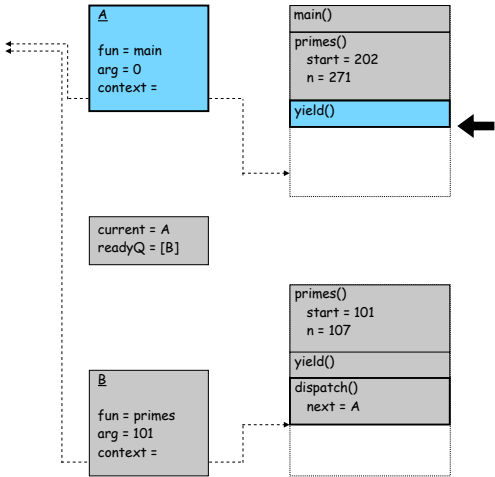 A
fun = main
arg = 0
context =
main()
primes()
start = 202
n = 271
yield()
current = A
readyQ = [B]
primes()
start = 101
n = 107
yield()
dispatch()
next = A
B
fun = primes
arg = 101
context =